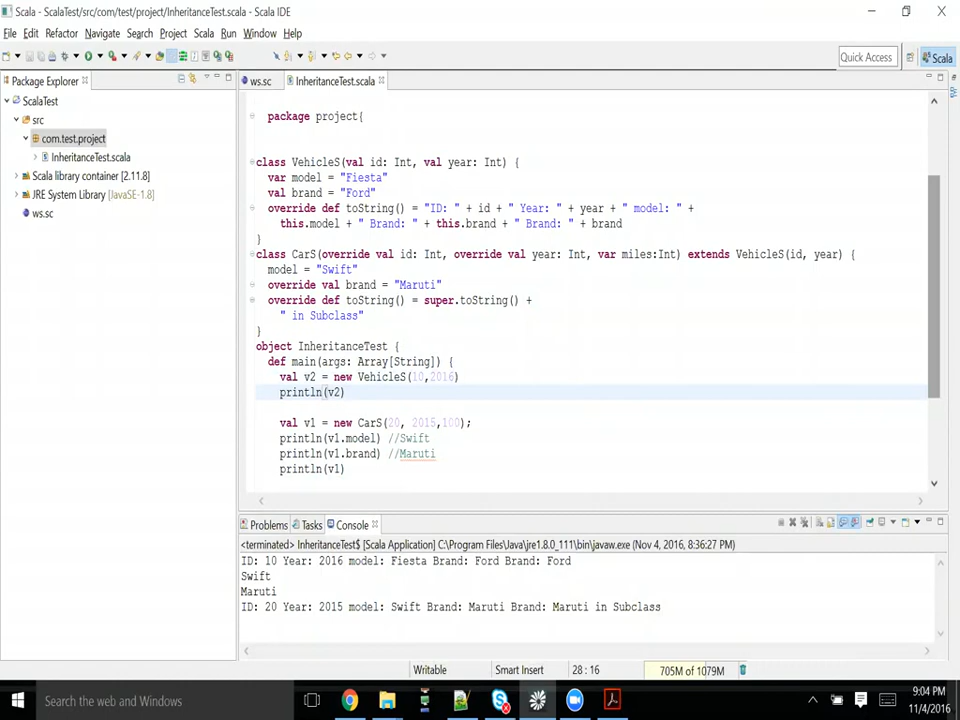 Scala - ScalaTest/src/com/test/project/InheritanceTest.scala - Scala IDE
File Edit Refactor Navigate Search Project Scala Run Window Help
Quick Access Scala
Package Explorer
ScalaTest
src
com.test.project
InheritanceTest.scala
Scala library container [2.11.8]
JRE System Library [JavaSE-1.8]
ws.sc
ws.sc InheritanceTest.scala
package project{
class VehicleS(val id: Int, val year: Int) {
var model = "Fiesta"
val brand = "Ford"
override def toString() = "ID: " + id + " Year: " + year + " model: " +
this.model + " Brand: " + this.brand + " Brand: " + brand
}
class CarS(override val id: Int, override val year: Int, var miles:Int) extends VehicleS(id, year) {
model = "Swift"
override val brand = "Maruti"
override def toString() = super.toString() +
" in Subclass"
}
object InheritanceTest {
def main(args: Array[String]) {
val v2 = new VehicleS(10,2016)
println(v2)
val v1 = new CarS(20, 2015,100);
println(v1.model) //Swift
println(v1.brand) //Maruti
println(v1)
Problems Tasks Console
<terminated> InheritanceTest$ [Scala Application] C:\Program Files\Java\jre1.8.0_111\bin\javaw.exe (Nov 4, 2016, 8:36:27 PM)
ID: 10 Year: 2016 model: Fiesta Brand: Ford Brand: Ford
Swift
Maruti
ID: 20 Year: 2015 model: Swift Brand: Maruti Brand: Maruti in Subclass
Writable Smart Insert 28 : 16 705M of 1079M
Search the web and Windows
9:04 PM
11/4/2016